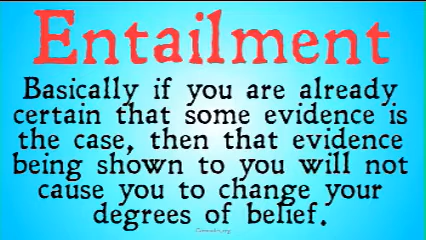 Entailment
Basically if you are already
certain that some evidence is
the case, then that evidence
being shown to you will not
cause you to change your
degrees of belief.